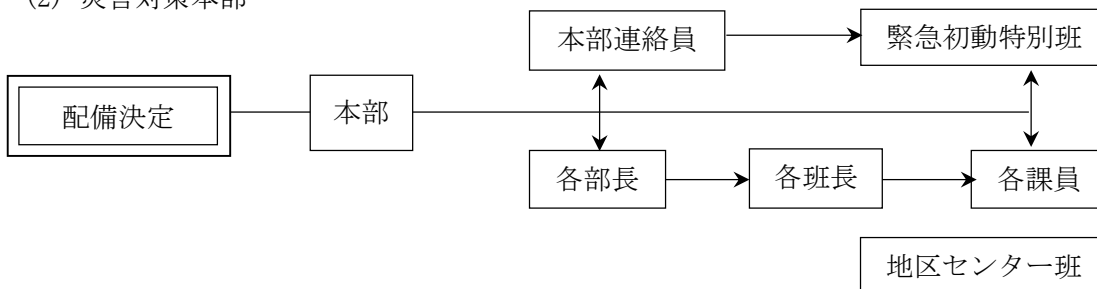 (2) 災害対策本部
本部連絡員
緊急初動特別班
配備決定
本部
各部長
各班長
各課員
地区センター班